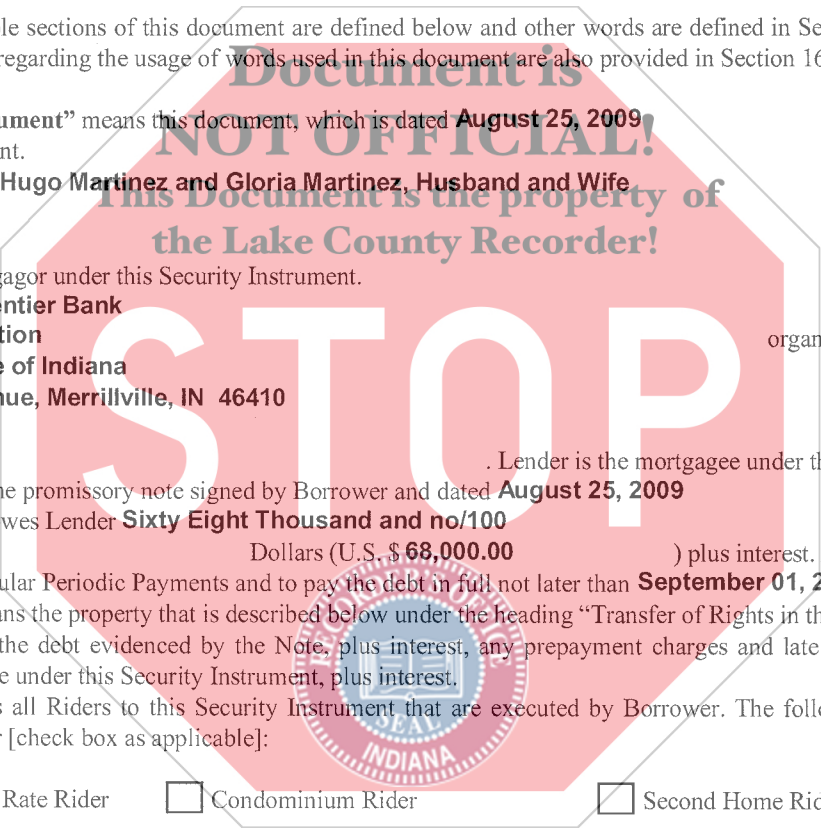 le sections of this document are defined below and other words are defined in Se
regarding the usage of words used in this document are also provided in Section 16
Document is
ument” means this document, which is dated August 25, 2009
NOT OFFICIAL!
nt.
Hugo Martinez and Gloria Martinez, Husband and Wife
This Document is the property of
the Lake County Recorder!
gagor under this Security Instrument.
entier Bank
tion
organ
e of Indiana
nue, Merrillville, IN 46410
STOP
. Lender is the mortgagee under th
he promissory note signed by Borrower and dated August 25, 2009
wes Lender Sixty Eight Thousand and no/100
Dollars (U.S. $ 68,000.00 ) plus interest.
ular Periodic Payments and to pay the debt in full not later than September 01, 2
ans the property that is described below under the heading “Transfer of Rights in th
the debt evidenced by the Note, plus interest, any prepayment charges and late
e under this Security Instrument, plus interest.
s all Riders to this Security Instrument that are executed by Borrower. The follo
r [check box as applicable]:
RECORDER'S OFFICE
SEAL
INDIANA
Rate Rider
Condominium Rider
Second Home Rid